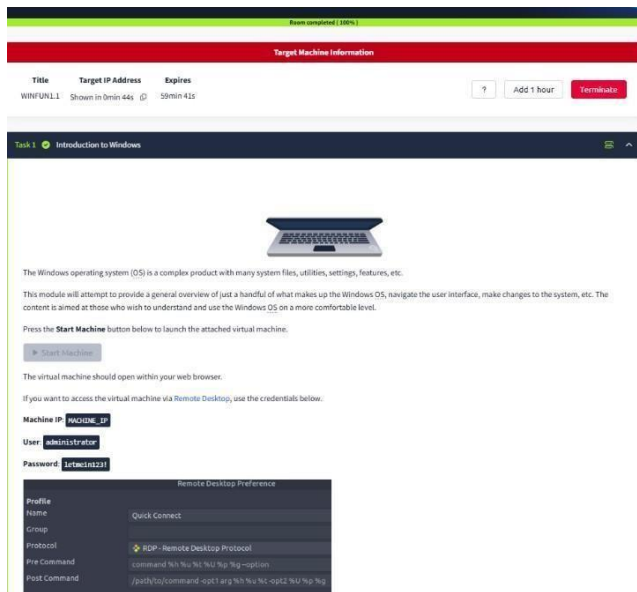 Room completed ( 100% )
Target Machine Information
Title Target IP Address Expires
WINFUN1.1 Shown in 0min 44s 59min 41s ? Add 1 hour Terminate
Task 1 Introduction to Windows
The Windows operating system (OS) is a complex product with many system files, utilities, settings, features, etc.
This module will attempt to provide a general overview of just a handful of what makes up the Windows OS, navigate the user interface, make changes to the system, etc. The
content is aimed at those who wish to understand and use the Windows OS on a more comfortable level.
Press the Start Machine button below to launch the attached virtual machine.
Start Machine
The virtual machine should open within your web browser.
If you want to access the virtual machine via Remote Desktop, use the credentials below.
Machine IP: MACHINE_IP
User: administrator
Password: letmein123!
Remote Desktop Preference
Profile
Name Quick Connect
Group
Protocol RDP - Remote Desktop Protocol
Pre Command command %h %u %t %U %p %g --option
Post Command /path/to/command -opt1 arg %h %u %t -opt2 %U %p %g